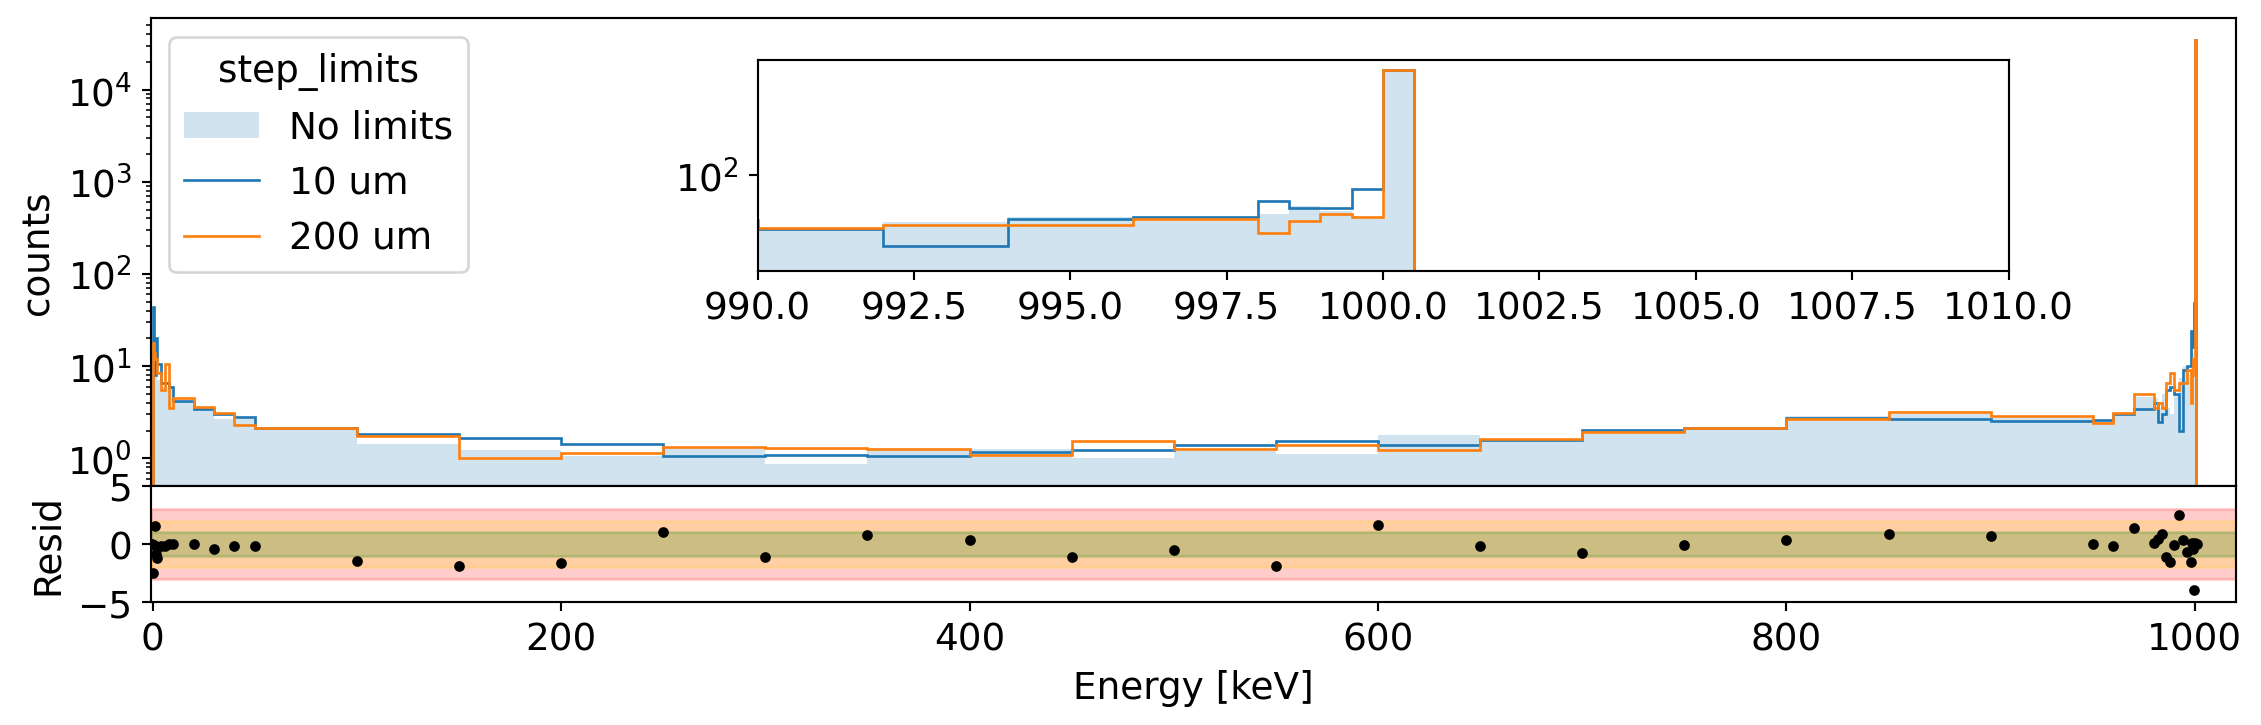 step_limits
No limits
10 um
200 um
counts
10^4
10^3
10^2
10^1
10^0
10^2
990.0 992.5 995.0 997.5 1000.0 1002.5 1005.0 1007.5 1010.0
Resid
5
0
−5
0 200 400 600 800 1000
Energy [keV]